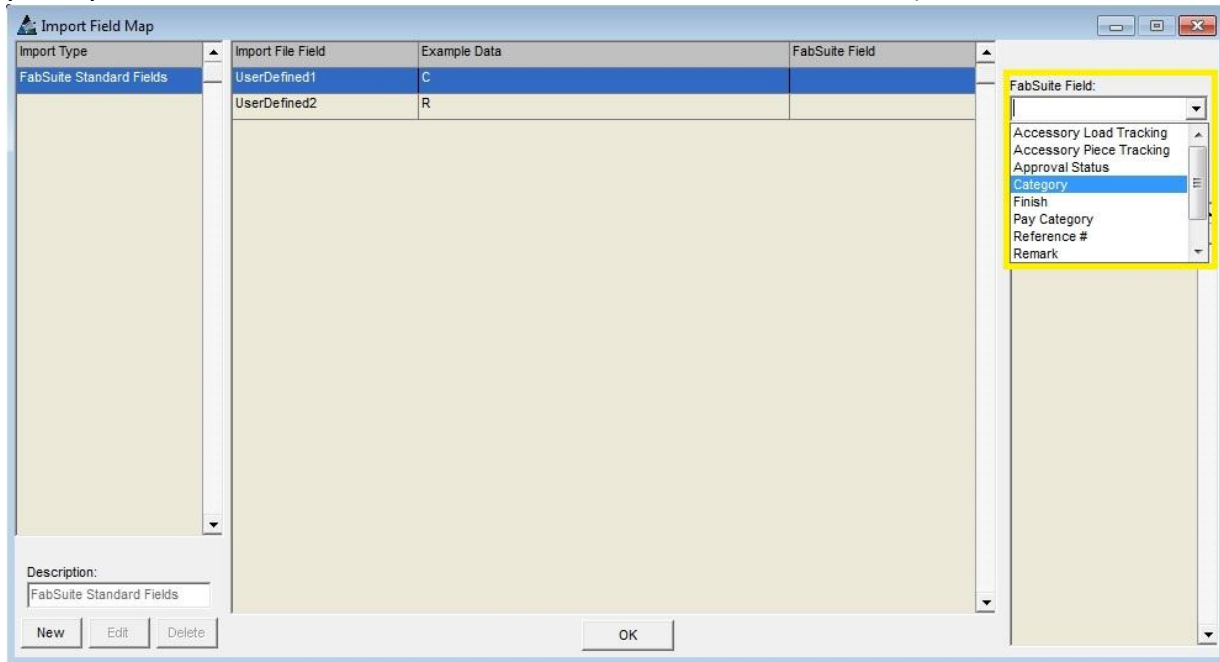 Import Field Map
Import Type
FabSuite Standard Fields
Import File Field Example Data FabSuite Field
UserDefined1 C
UserDefined2 R
FabSuite Field:
Accessory Load Tracking
Accessory Piece Tracking
Approval Status
Category
Finish
Pay Category
Reference #
Remark
Description:
FabSuite Standard Fields
New Edit Delete
OK